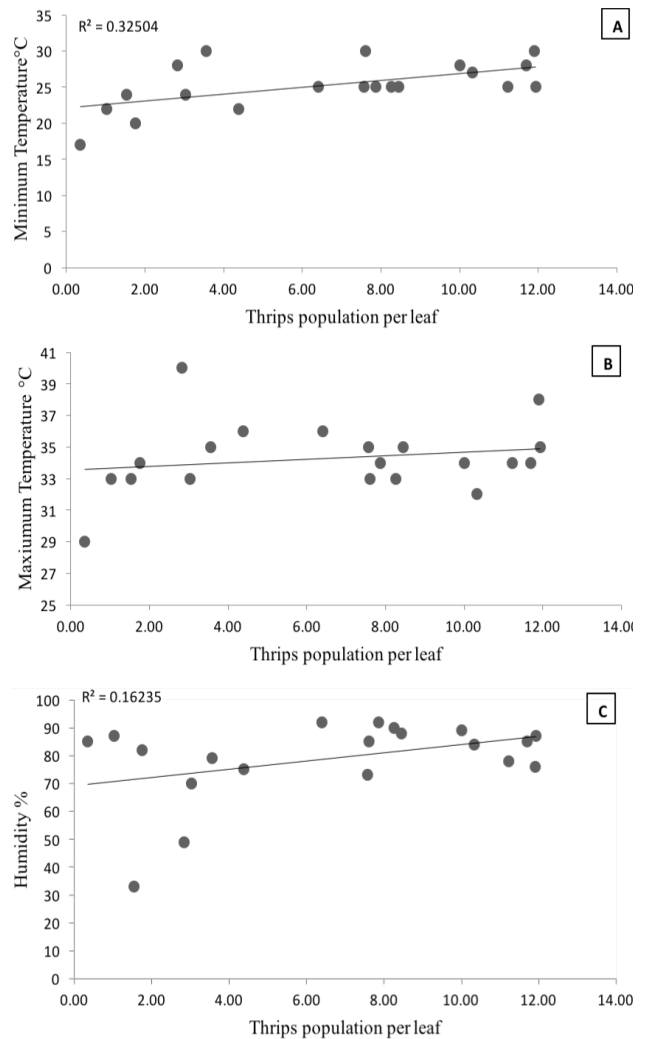 R² = 0.32504
A
Minimum Temperature°C
35
30
25
20
15
10
5
0
0.00 2.00 4.00 6.00 8.00 10.00 12.00 14.00
Thrips population per leaf
B
Maxiumum Temperature °C
41
39
37
35
33
31
29
27
25
0.00 2.00 4.00 6.00 8.00 10.00 12.00 14.00
Thrips population per leaf
R² = 0.16235
C
Humidity %
100
90
80
70
60
50
40
30
20
10
0
0.00 2.00 4.00 6.00 8.00 10.00 12.00 14.00
Thrips population per leaf